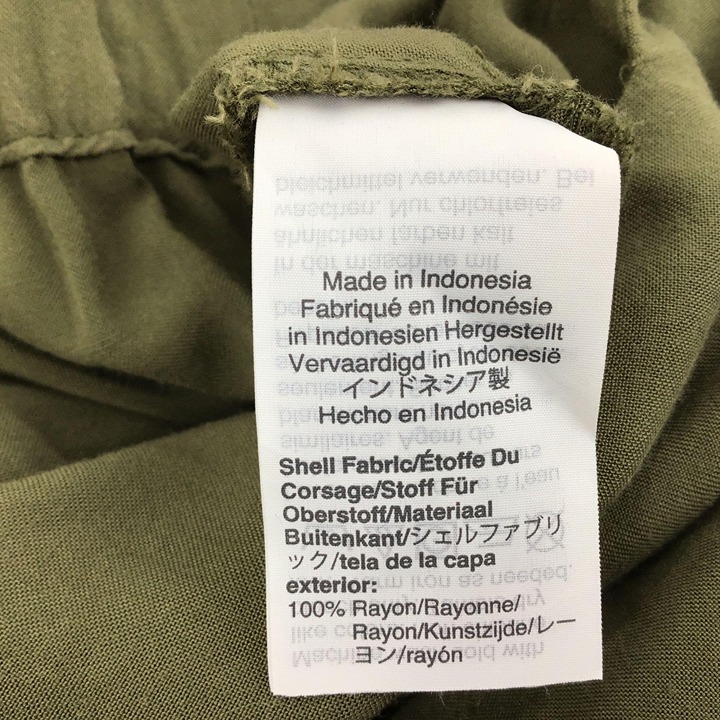 Made in Indonesia
Fabriqué en Indonésie
in Indonesien Hergestellt
Vervaardigd in Indonesië
インドネシア製
Hecho en Indonesia
Shell Fabric/Étoffe Du
Corsage/Stoff Für
Oberstoff/Materiaal
Buitenkant/シェルファブリ
ック/tela de la capa
exterior:
100% Rayon/Rayonne/
Rayon/Kunstzijde/レー
ヨン/rayón